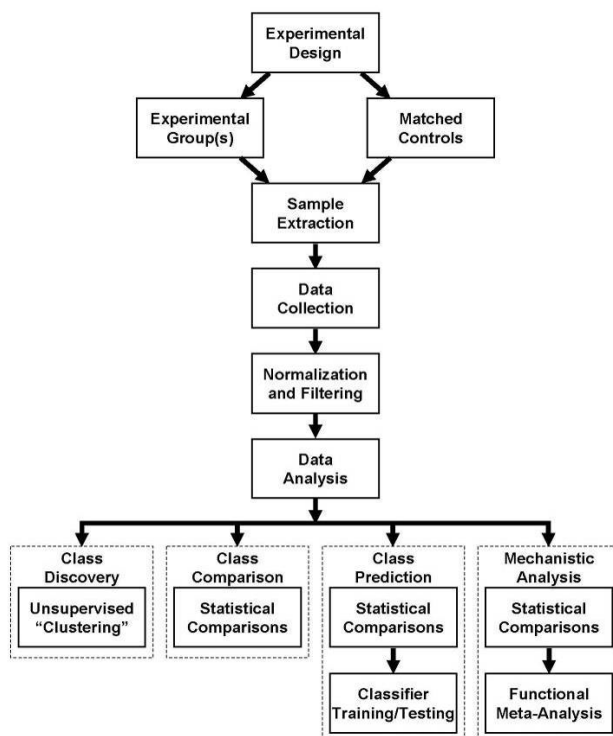 Experimental
Design
Experimental
Group(s)
Matched
Controls
Sample
Extraction
Data
Collection
Normalization
and Filtering
Data
Analysis
Class
Discovery
Unsupervised
“Clustering”
Class
Comparison
Statistical
Comparisons
Class
Prediction
Statistical
Comparisons
Classifier
Training/Testing
Mechanistic
Analysis
Statistical
Comparisons
Functional
Meta-Analysis